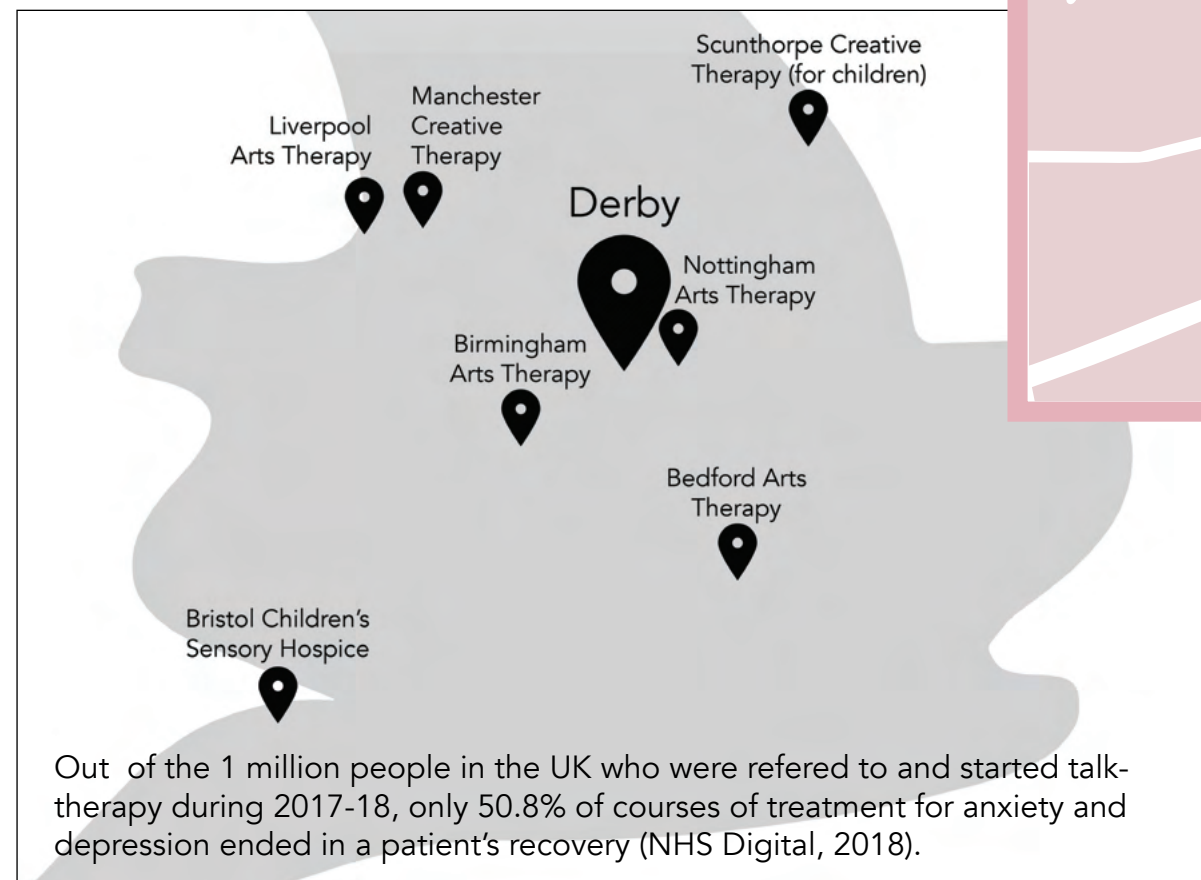 Scunthorpe Creative
Therapy (for children)
Manchester
Creative
Therapy
Liverpool
Arts Therapy
Derby
Nottingham
Arts Therapy
Birmingham
Arts Therapy
Bedford Arts
Therapy
Bristol Children’s
Sensory Hospice
Out  of the 1 million people in the UK who were refered to and started talk-
therapy during 2017-18, only 50.8% of courses of treatment for anxiety and
depression ended in a patient’s recovery (NHS Digital, 2018).